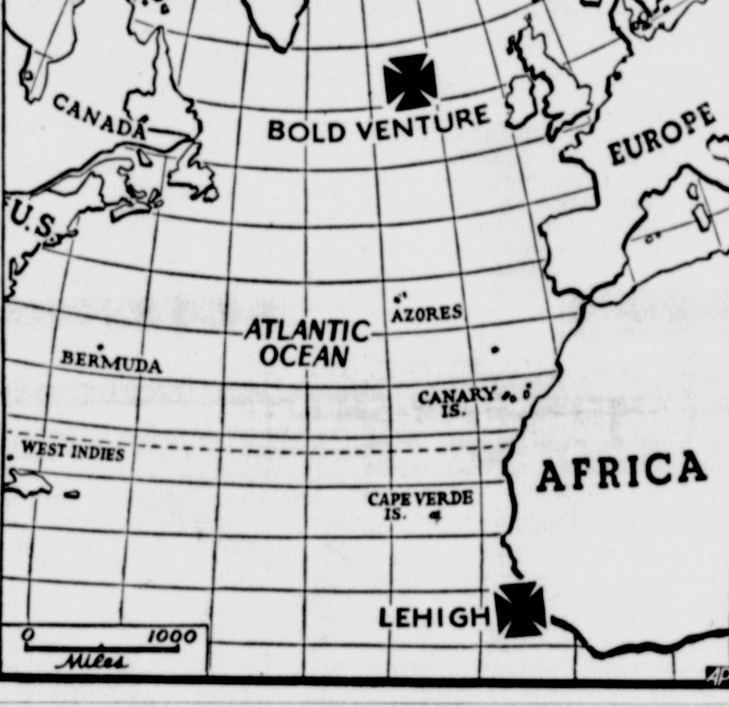 CANADA
BOLD VENTURE
EUROPE
U.S.
AZORES
ATLANTIC
OCEAN
BERMUDA
CANARY
IS.
WEST INDIES
AFRICA
CAPE VERDE
IS.
LEHIGH
0 1000
Miles
AP